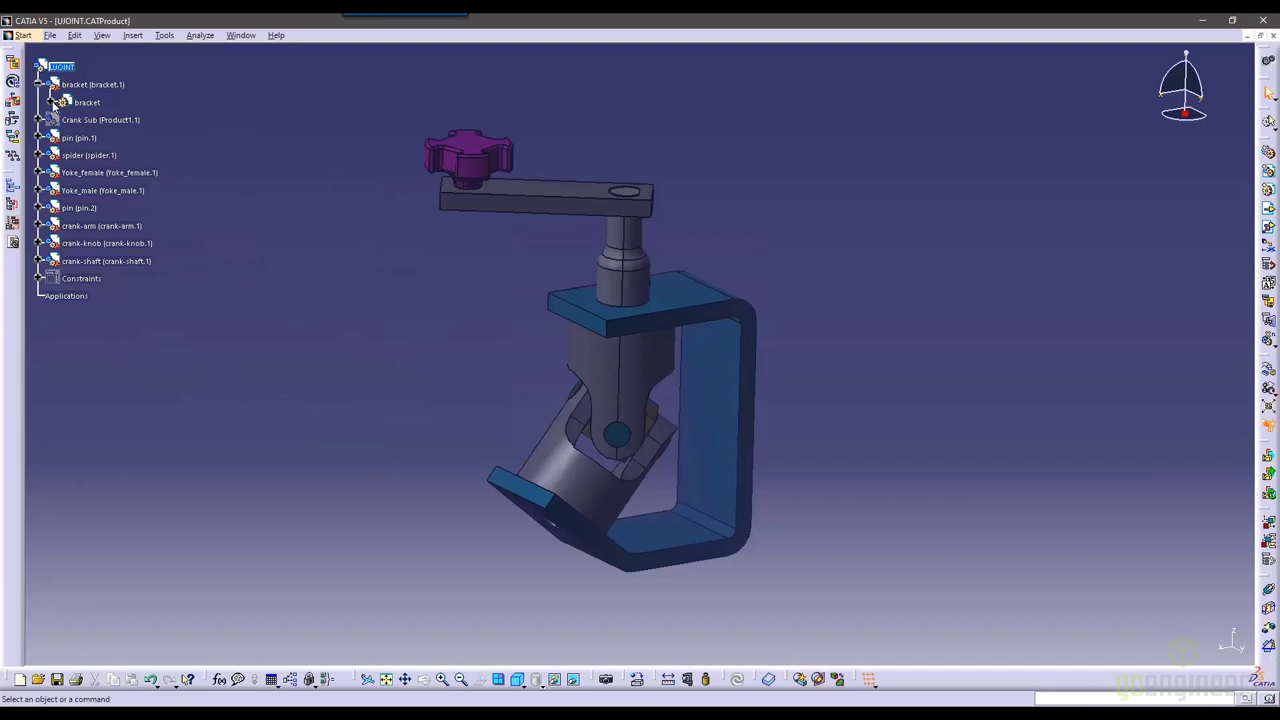 CATIA V5 - [UJOINT.CATProduct]
Start File Edit View Insert Tools Analyze Window Help
UJOINT
bracket (bracket.1)
bracket
Crank Sub (Product1.1)
pin (pin.1)
spider (spider.1)
Yoke_female (Yoke_female.1)
Yoke_male (Yoke_male.1)
pin (pin.2)
crank-arm (crank-arm.1)
crank-knob (crank-knob.1)
crank-shaft (crank-shaft.1)
Constraints
Applications
z
x
y
f(x)
CATIA
goengineer
Select an object or a command